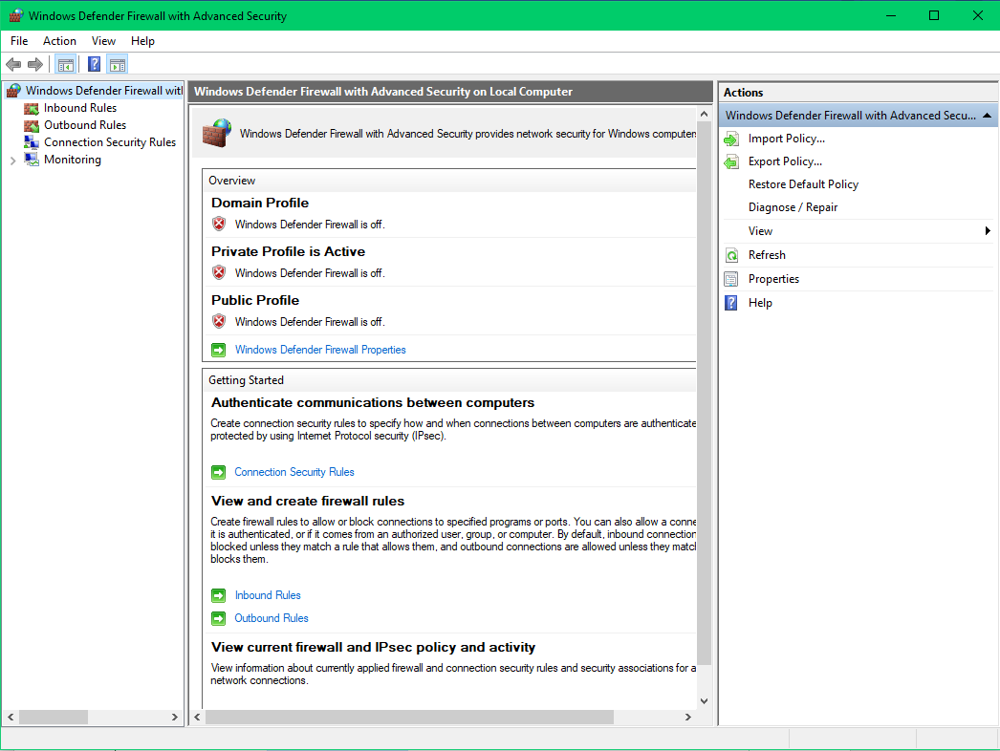 Windows Defender Firewall with Advanced Security
File Action View Help
Windows Defender Firewall with
Inbound Rules
Outbound Rules
Connection Security Rules
Monitoring
Windows Defender Firewall with Advanced Security on Local Computer
Windows Defender Firewall with Advanced Security provides network security for Windows computers
Overview
Domain Profile
Windows Defender Firewall is off.
Private Profile is Active
Windows Defender Firewall is off.
Public Profile
Windows Defender Firewall is off.
Windows Defender Firewall Properties
Getting Started
Authenticate communications between computers
Create connection security rules to specify how and when connections between computers are authenticate
protected by using Internet Protocol security (IPsec).
Connection Security Rules
View and create firewall rules
Create firewall rules to allow or block connections to specified programs or ports. You can also allow a conne
it is authenticated, or if it comes from an authorized user, group, or computer. By default, inbound connection
blocked unless they match a rule that allows them, and outbound connections are allowed unless they matcl
blocks them.
Inbound Rules
Outbound Rules
View current firewall and IPsec policy and activity
View information about currently applied firewall and connection security rules and security associations for a
network connections.
Actions
Windows Defender Firewall with Advanced Secu...
Import Policy...
Export Policy...
Restore Default Policy
Diagnose / Repair
View
Refresh
Properties
Help